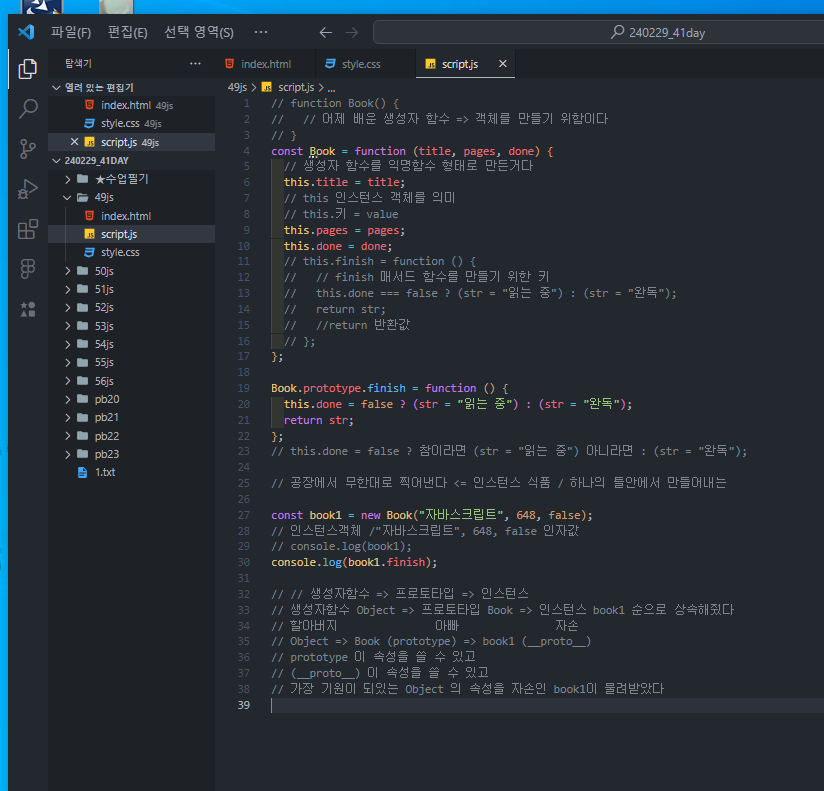 파일(F) 편집(E) 선택 영역(S) ··· 240229_41day
탐색기 ···
열려 있는 편집기
index.html 49js
style.css 49js
script.js 49js
240229_41DAY
★수업필기
49js
index.html
script.js
style.css
50js
51js
52js
53js
54js
55js
56js
pb20
pb21
pb22
pb23
1.txt
index.html style.css script.js
49js > script.js > ...
1 // function Book() {
2 //   // 어제 배운 생성자 함수 => 객체를 만들기 위함이다
3 // }
4 const Book = function (title, pages, done) {
5   // 생성자 함수를 익명함수 형태로 만든거다
6   this.title = title;
7   // this 인스턴스 객체를 의미
8   // this.키 = value
9   this.pages = pages;
10   this.done = done;
11   // this.finish = function () {
12   //   // finish 매서드 함수를 만들기 위한 키
13   //   this.done === false ? (str = "읽는 중") : (str = "완독");
14   //   return str;
15   //   //return 반환값
16   // };
17 };
18
19 Book.prototype.finish = function () {
20   this.done = false ? (str = "읽는 중") : (str = "완독");
21   return str;
22 };
23 // this.done = false ? 참이라면 (str = "읽는 중") 아니라면 : (str = "완독");
24
25 // 공장에서 무한대로 찍어낸다 <= 인스턴스 식품 / 하나의 틀안에서 만들어내는
26
27 const book1 = new Book("자바스크립트", 648, false);
28 // 인스턴스객체 /"자바스크립트", 648, false 인자값
29 // console.log(book1);
30 console.log(book1.finish);
31
32 // // 생성자함수 => 프로토타입 => 인스턴스
33 // 생성자함수 Object => 프로토타입 Book => 인스턴스 book1 순으로 상속해줬다
34 // 할아버지 아빠 자손
35 // Object => Book (prototype) => book1 (__proto__)
36 // prototype 이 속성을 쓸 수 있고
37 // (__proto__) 이 속성을 쓸 수 있고
38 // 가장 기원이 되있는 Object 의 속성을 자손인 book1이 물려받았다
39